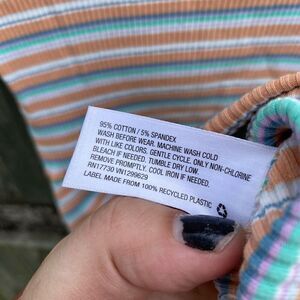 95% COTTON / 5% SPANDEX
WASH BEFORE WEAR. MACHINE WASH COLD
WITH LIKE COLORS, GENTLE CYCLE. ONLY NON-CHLORINE
BLEACH IF NEEDED. TUMBLE DRY LOW.
REMOVE PROMPTLY. COOL IRON IF NEEDED.
RN17730 VN1299629
LABEL MADE FROM 100% RECYCLED PLASTIC